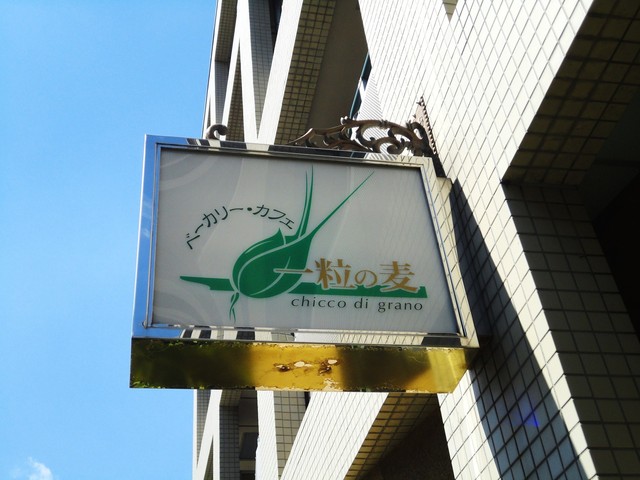 ベーカリー・カフェ
一粒の麦
chicco di grano